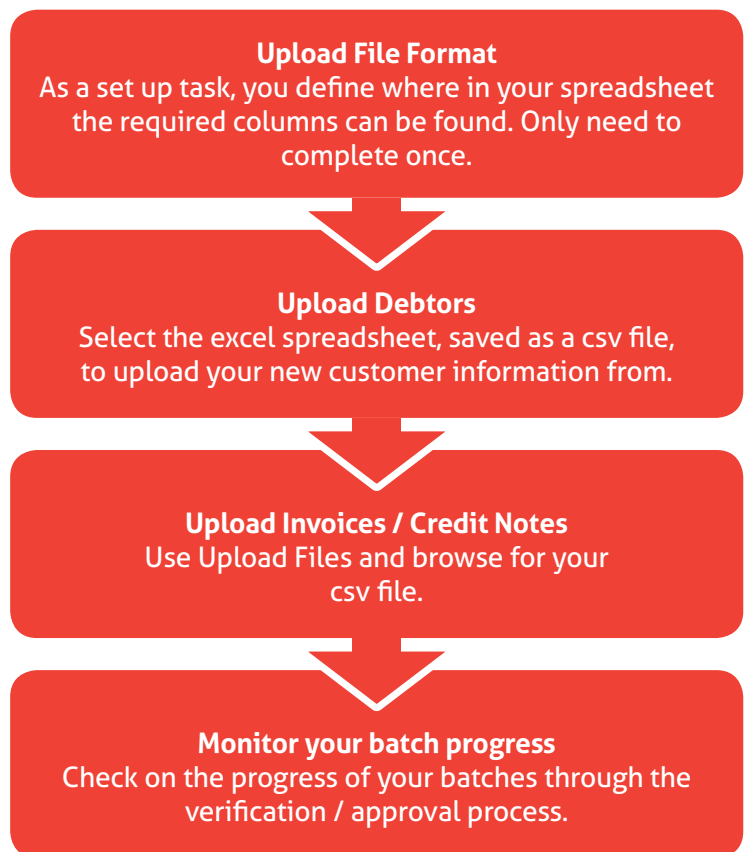 Upload File Format
As a set up task, you define where in your spreadsheet
the required columns can be found. Only need to
complete once.
Upload Debtors
Select the excel spreadsheet, saved as a csv file,
to upload your new customer information from.
Upload Invoices / Credit Notes
Use Upload Files and browse for your
csv file.
Monitor your batch progress
Check on the progress of your batches through the
verification / approval process.